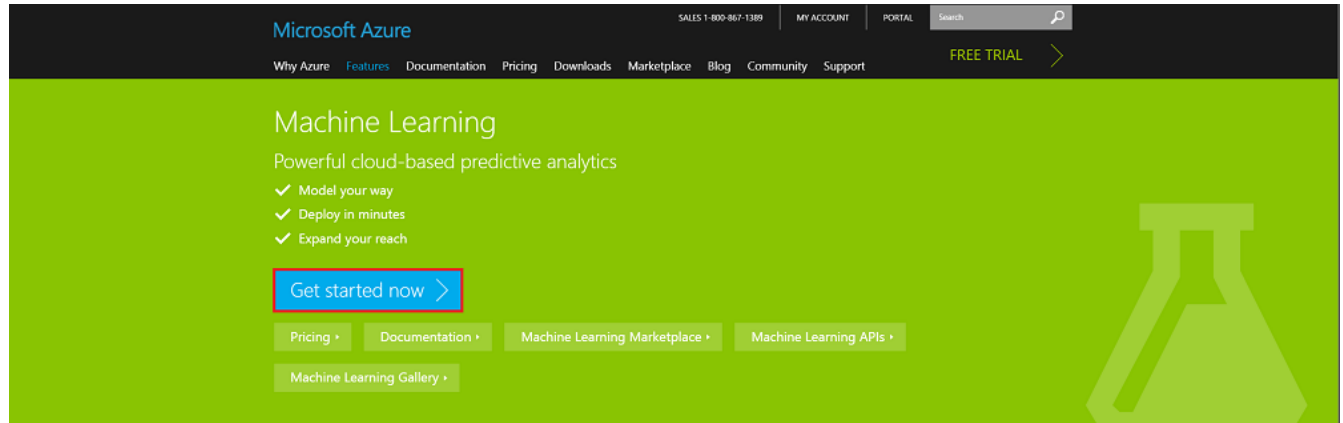 SALES 1-800-867-1389 MY ACCOUNT PORTAL Search
Microsoft Azure
FREE TRIAL
Why Azure Features Documentation Pricing Downloads Marketplace Blog Community Support
Machine Learning
Powerful cloud-based predictive analytics
Model your way
Deploy in minutes
Expand your reach
Get started now
Pricing Documentation Machine Learning Marketplace Machine Learning APIs
Machine Learning Gallery